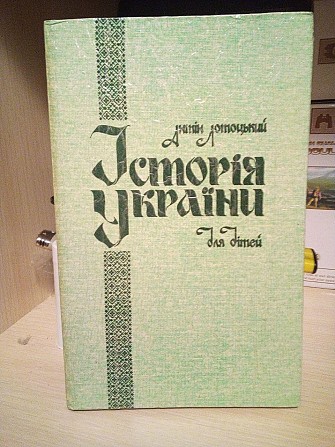 Антін Лотоцький
Історія
України
для дітей